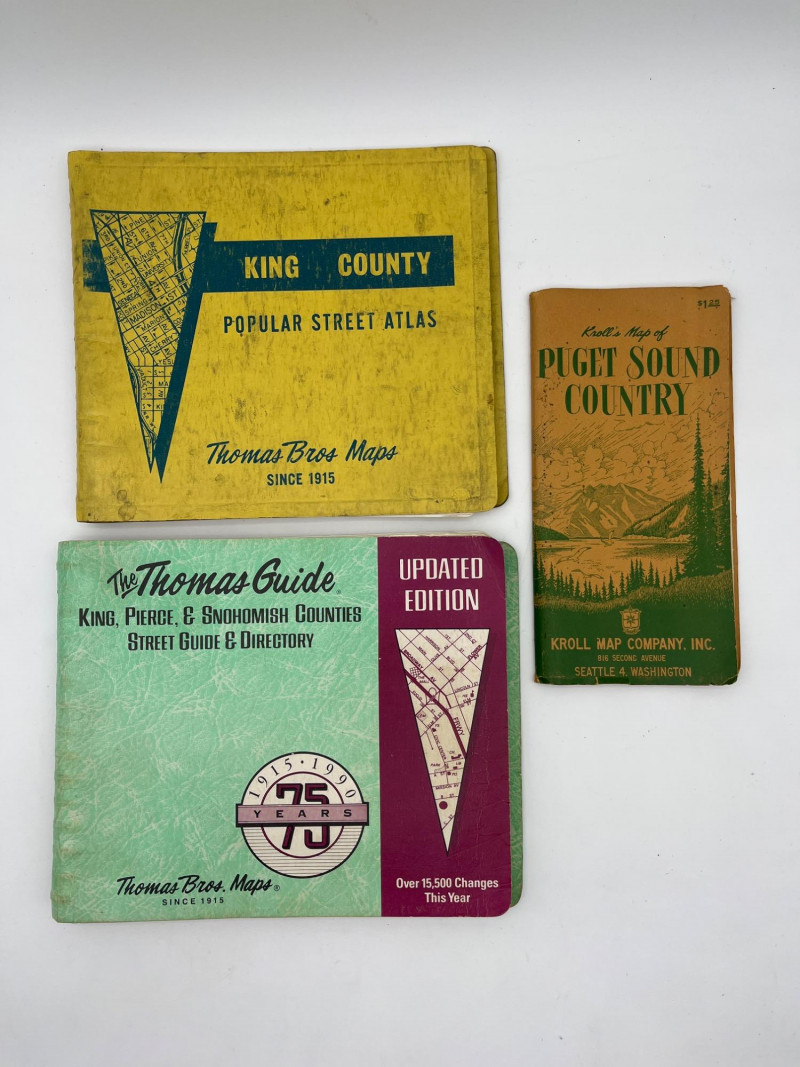 KING COUNTY
POPULAR STREET ATLAS
Thomas Bros Maps
SINCE 1915
MADISON
The Thomas Guide
KING, PIERCE, & SNOHOMISH COUNTIES
STREET GUIDE & DIRECTORY
UPDATED
EDITION
FRWY
1915 · 1990
75
YEARS
Thomas Bros. Maps®
SINCE 1915
Over 15,500 Changes
This Year
Kroll's Map of
PUGET SOUND
COUNTRY
KROLL MAP COMPANY. INC.
816 SECOND AVENUE
SEATTLE 4, WASHINGTON